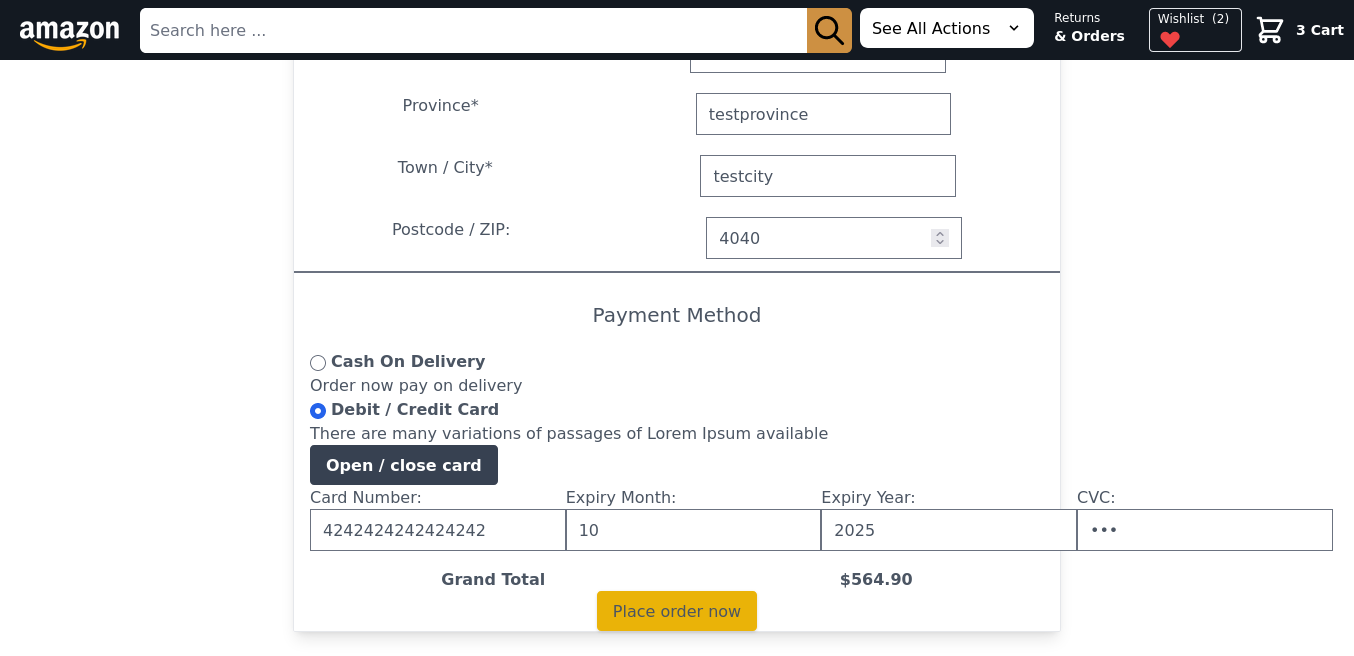 amazon
Search here ...
See All Actions
Returns
& Orders
Wishlist (2)
3 Cart
Province*
testprovince
Town / City*
testcity
Postcode / ZIP:
4040
Payment Method
Cash On Delivery
Order now pay on delivery
Debit / Credit Card
There are many variations of passages of Lorem Ipsum available
Open / close card
Card Number: Expiry Month: Expiry Year: CVC:
4242424242424242 10 2025 •••
Grand Total $564.90
Place order now